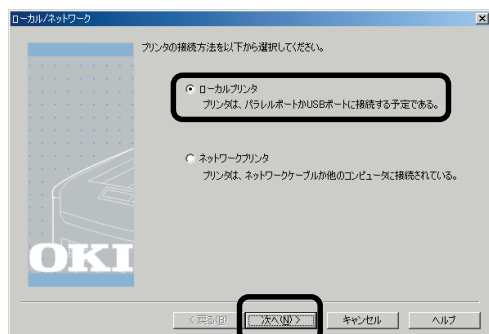 ローカル/ネットワーク
プリンタの接続方法を以下から選択してください。
ローカルプリンタ
プリンタは、パラレルポートかUSBポートに接続する予定である。
ネットワークプリンタ
プリンタは、ネットワークケーブルか他のコンピュータに接続されている。
OKI
< 戻る(B) 次へ(N) > キャンセル ヘルプ